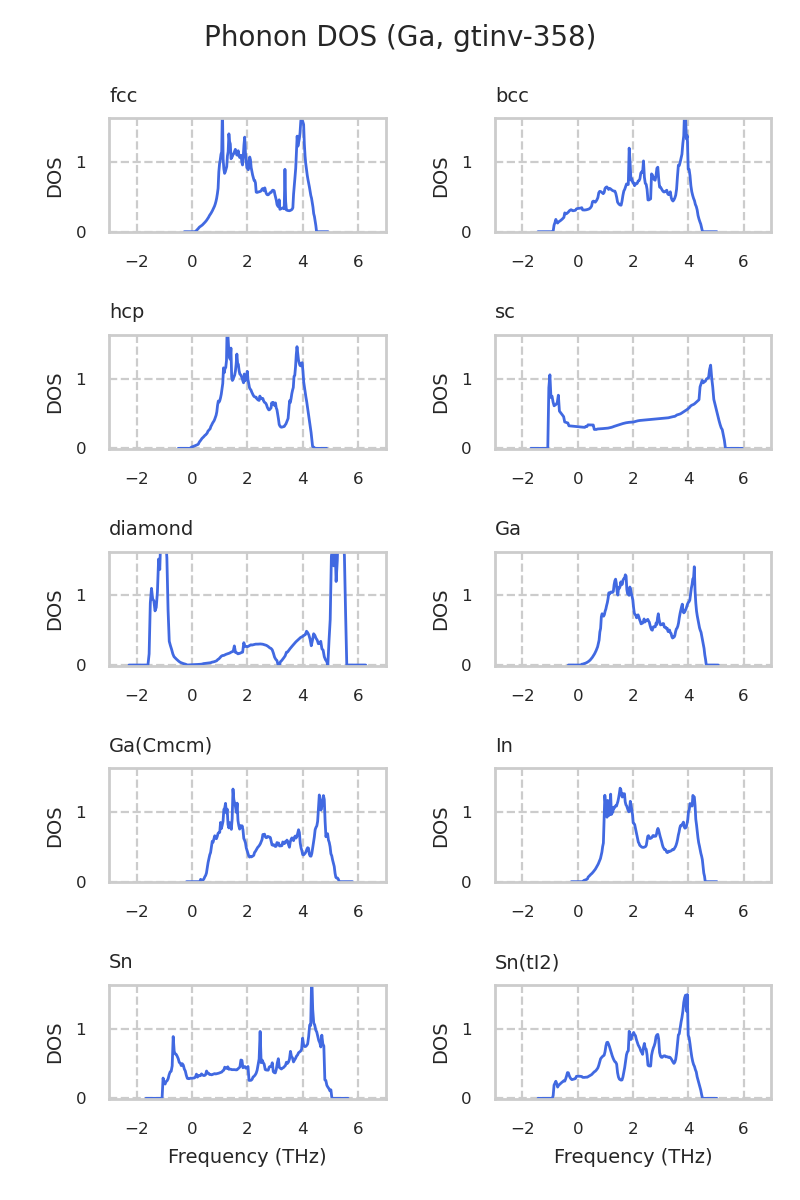 Phonon DOS (Ga, gtinv-358)
fcc
bcc
DOS
1
0
−2 0 2 4 6
DOS
1
0
−2 0 2 4 6
hcp
sc
DOS
1
0
−2 0 2 4 6
DOS
1
0
−2 0 2 4 6
diamond
Ga
DOS
1
0
−2 0 2 4 6
DOS
1
0
−2 0 2 4 6
Ga(Cmcm)
In
DOS
1
0
−2 0 2 4 6
DOS
1
0
−2 0 2 4 6
Sn
Sn(tI2)
DOS
1
0
−2 0 2 4 6
Frequency (THz)
DOS
1
0
−2 0 2 4 6
Frequency (THz)